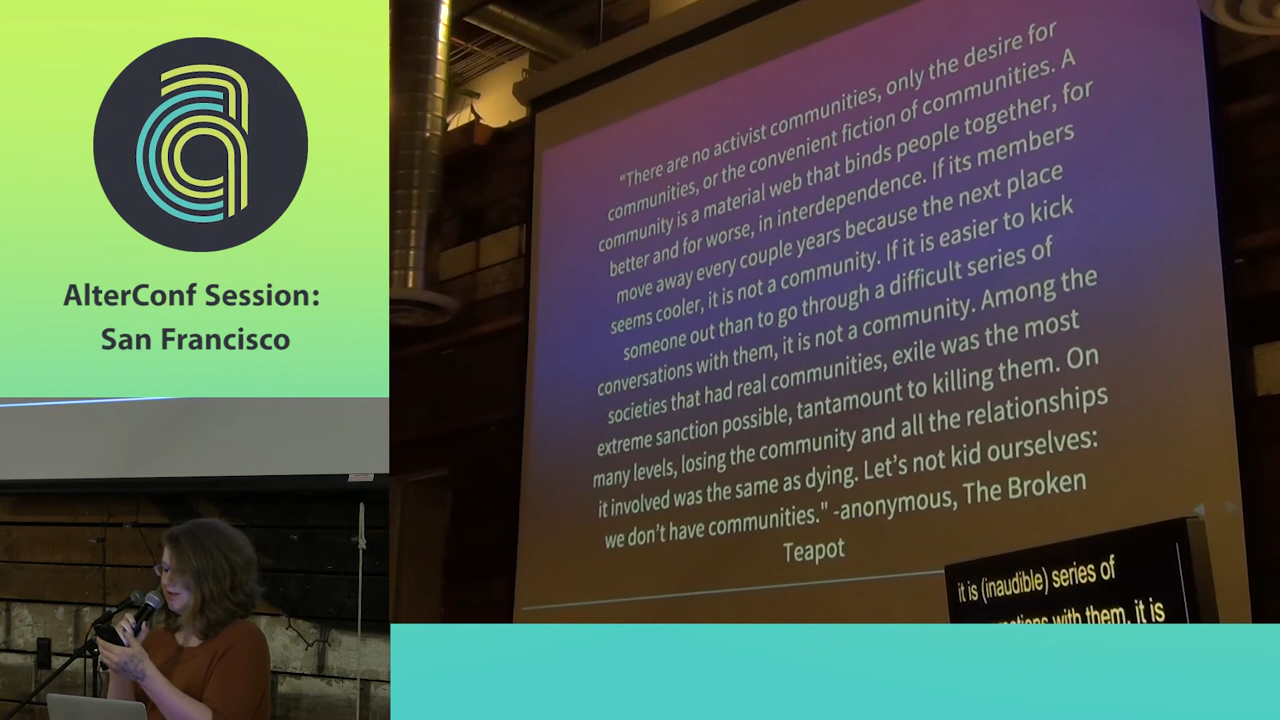 AlterConf Session:
San Francisco
“There are no activist communities, only the desire for
communities, or the convenient fiction of communities. A
community is a material web that binds people together, for
better and for worse, in interdependence. If its members
move away every couple years because the next place
seems cooler, it is not a community. If it is easier to kick
someone out than to go through a difficult series of
conversations with them, it is not a community. Among the
societies that had real communities, exile was the most
extreme sanction possible, tantamount to killing them. On
many levels, losing the community and all the relationships
it involved was the same as dying. Let’s not kid ourselves:
we don’t have communities." -anonymous, The Broken
Teapot
it is (inaudible) series of
with them, it is